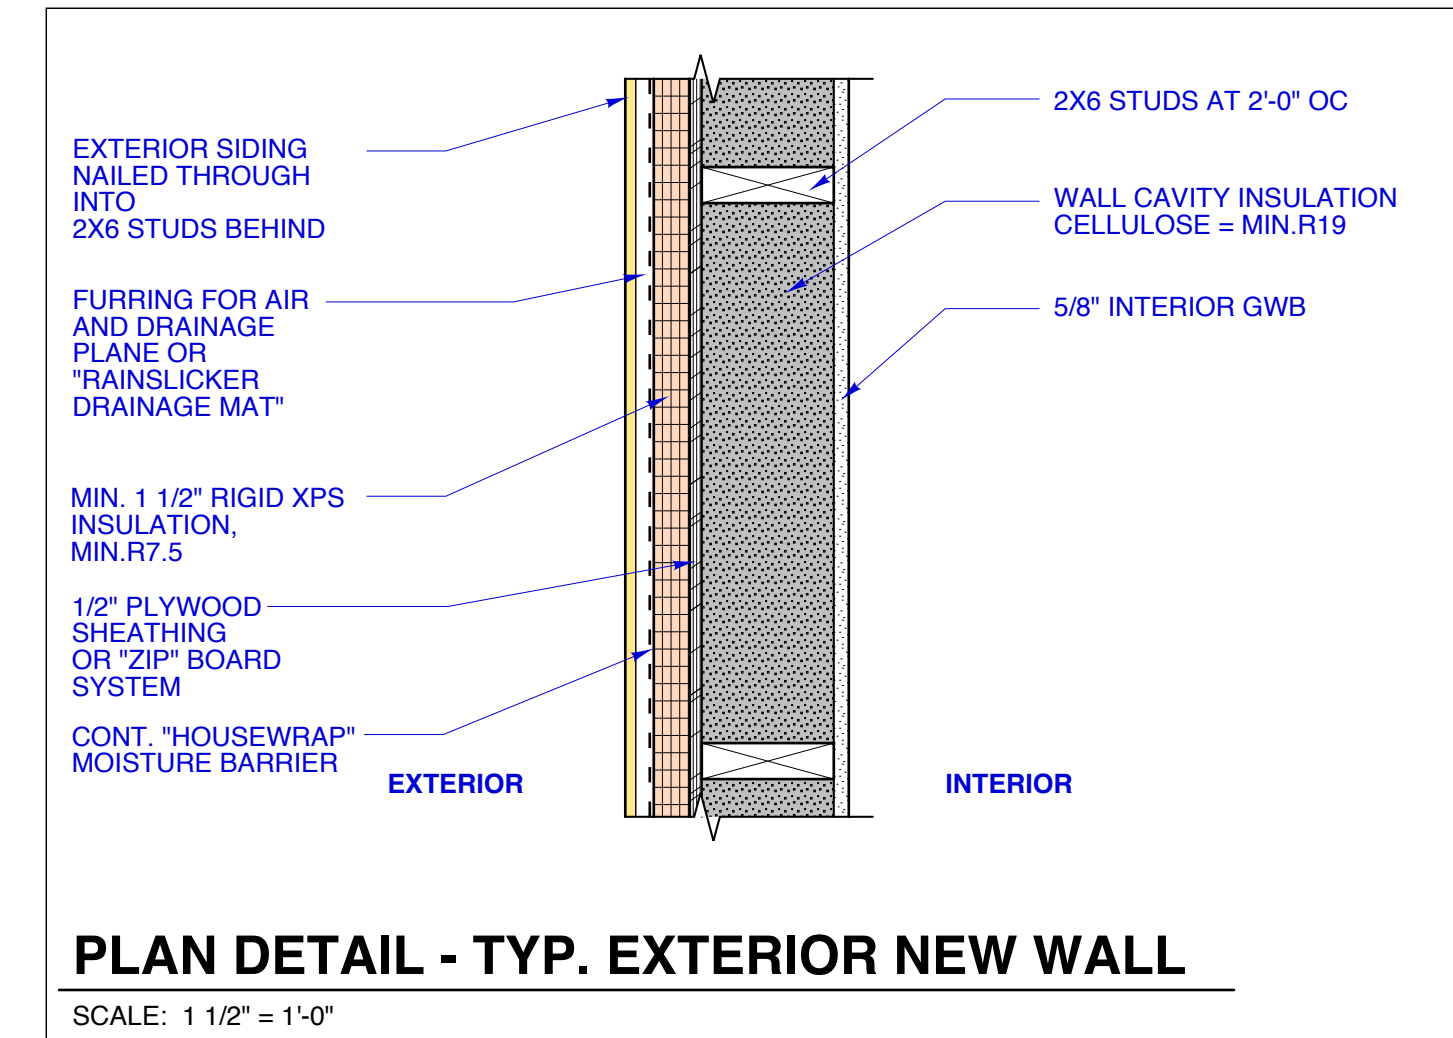 EXTERIOR SIDING
NAILED THROUGH
INTO
2X6 STUDS BEHIND
FURRING FOR AIR
AND DRAINAGE
PLANE OR
"RAINSLICKER
DRAINAGE MAT"
MIN. 1 1/2" RIGID XPS
INSULATION,
MIN.R7.5
1/2" PLYWOOD
SHEATHING
OR "ZIP" BOARD
SYSTEM
CONT. "HOUSEWRAP"
MOISTURE BARRIER
EXTERIOR
2X6 STUDS AT 2'-0" OC
WALL CAVITY INSULATION
CELLULOSE = MIN.R19
5/8" INTERIOR GWB
INTERIOR
PLAN DETAIL - TYP. EXTERIOR NEW WALL
SCALE: 1 1/2" = 1'-0"